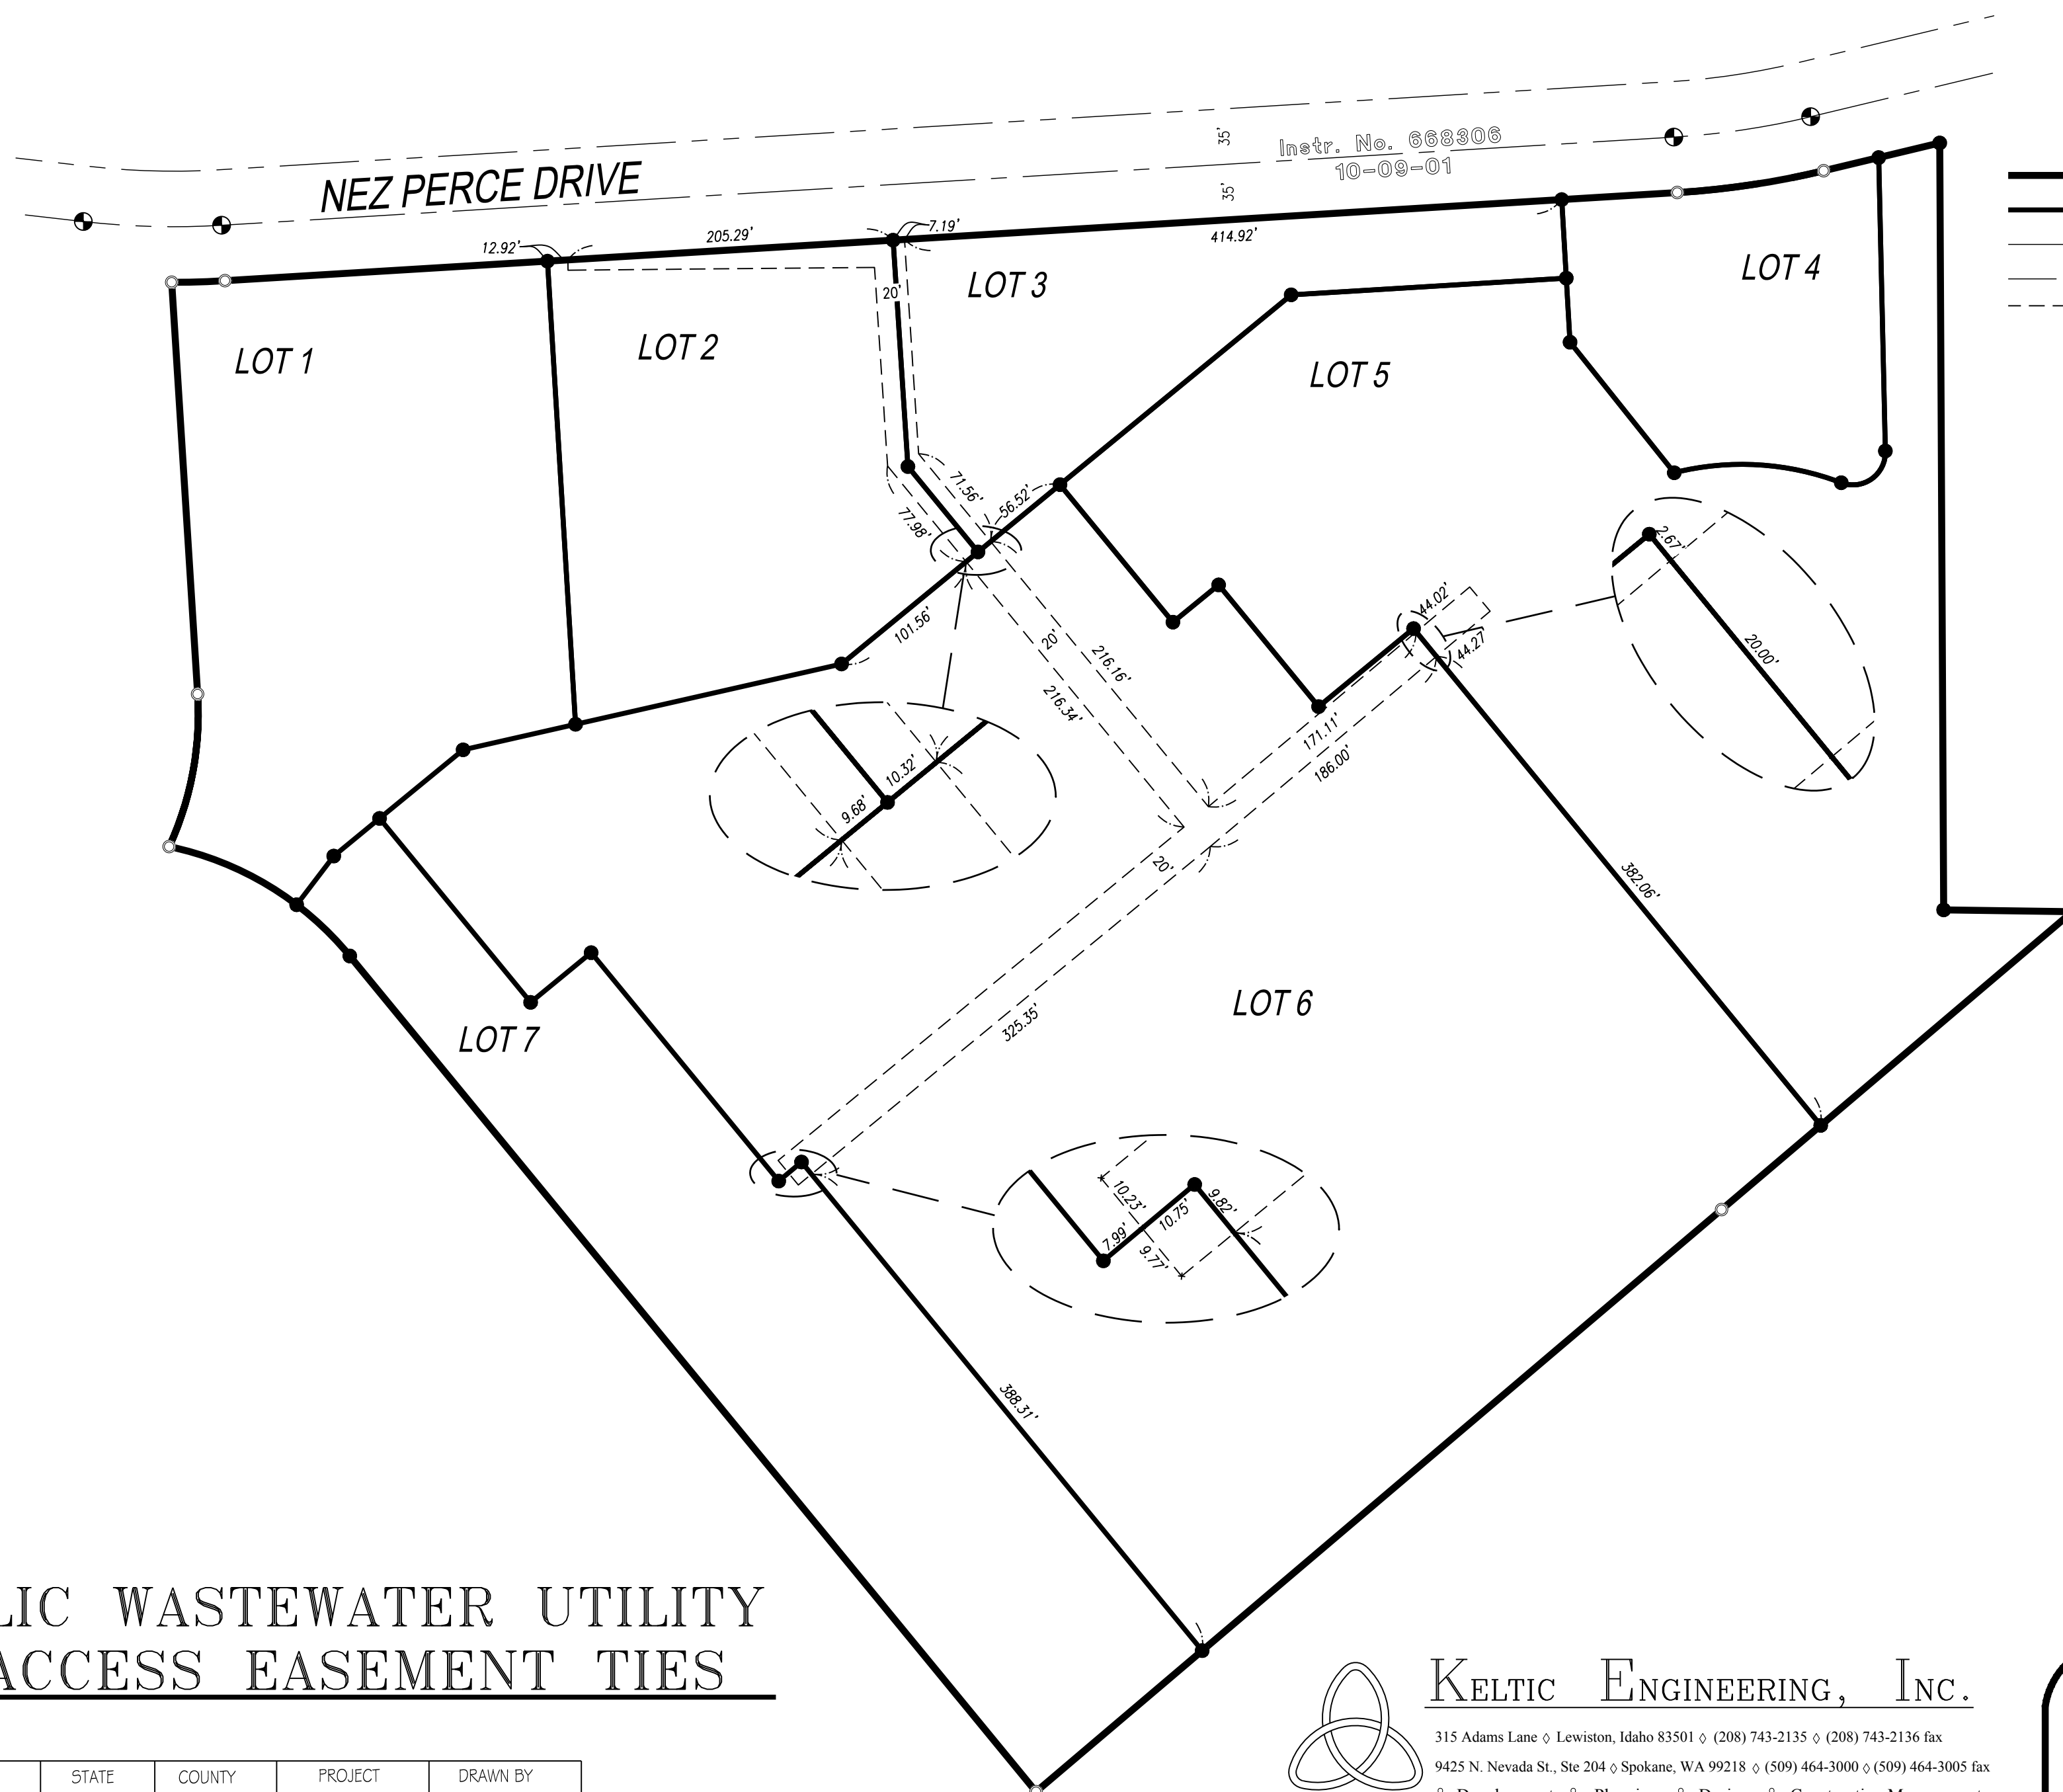 35'
Instr. No. 668306
10-09-01
NEZ PERCE DRIVE
35'
12.92'
205.29'
7.19'
414.92'
LOT 1
LOT 2
20'
LOT 3
LOT 4
LOT 5
71.56'
56.52'
77.98'
2.67'
20.00'
44.02'
44.27'
101.56'
20'
216.16'
216.34'
171.11'
186.00'
10.32'
9.68'
20'
382.06'
325.35'
LOT 6
LOT 7
10.23'
9.82'
10.75'
7.99'
9.77'
388.31'
LIC WASTEWATER UTILITY
ACCESS EASEMENT TIES
STATE COUNTY PROJECT DRAWN BY
KELTIC ENGINEERING, INC.
315 Adams Lane ◊ Lewiston, Idaho 83501 ◊ (208) 743-2135 ◊ (208) 743-2136 fax
9425 N. Nevada St., Ste 204 ◊ Spokane, WA 99218 ◊ (509) 464-3000 ◊ (509) 464-3005 fax